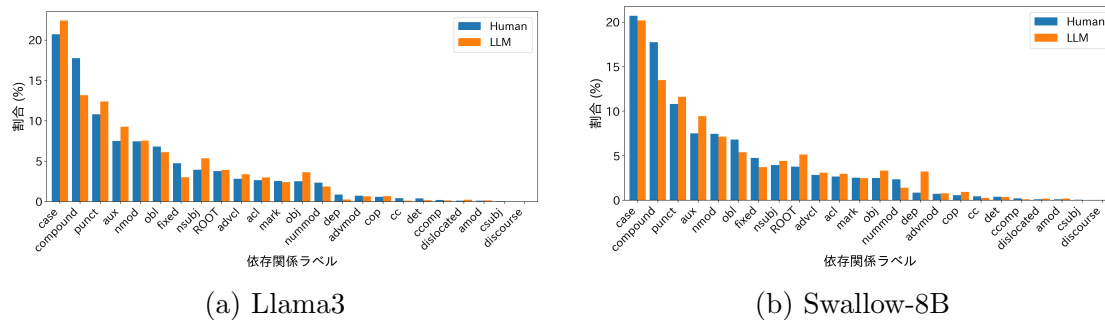 割合 (%)
20
15
10
5
0
Human
LLM
case
compound
punct
aux
nmod
obl
fixed
nsubj
ROOT
advcl
acl
mark
obj
nummod
dep
advmod
cop
cc
det
ccomp
dislocated
amod
csubj
discourse
依存関係ラベル
(a) Llama3
割合 (%)
20
15
10
5
0
Human
LLM
case
compound
punct
aux
nmod
obl
fixed
nsubj
ROOT
advcl
acl
mark
obj
nummod
dep
advmod
cop
cc
det
ccomp
dislocated
amod
csubj
discourse
依存関係ラベル
(b) Swallow-8B